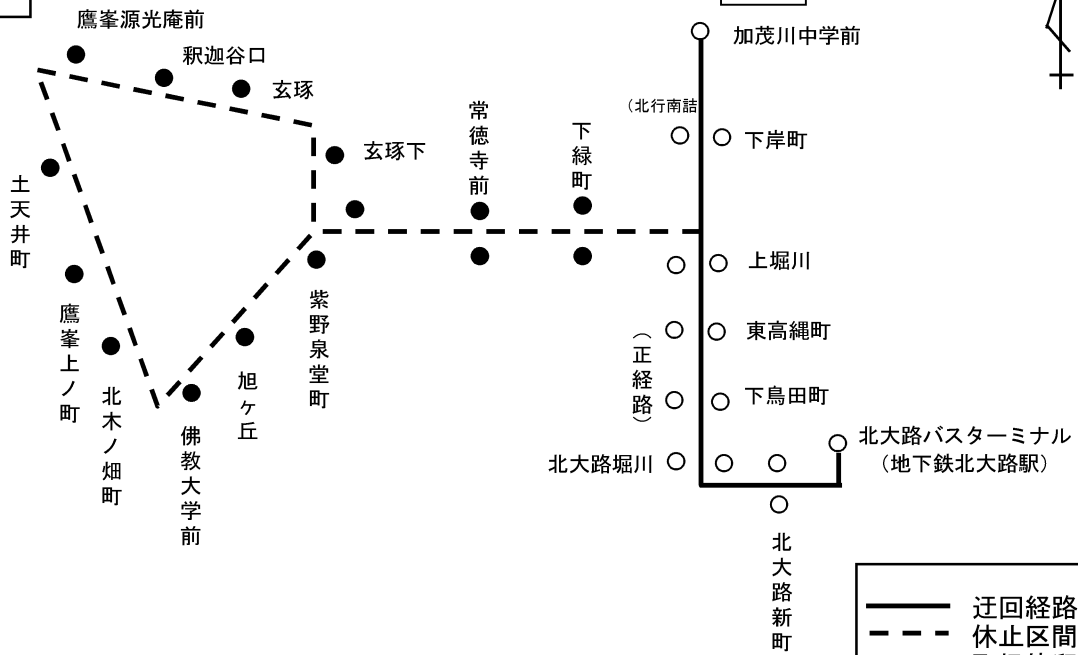 鷹峯源光庵前
釈迦谷口
玄琢
玄琢下
常徳寺前
下緑町
加茂川中学前
（北行南詰
下岸町
土天井町
鷹峯上ノ町
北木ノ畑町
佛教大学前
旭ヶ丘
紫野泉堂町
上堀川
東高縄町
（正経路）
下鳥田町
北大路堀川
北大路バスターミナル
（地下鉄北大路駅）
北大路新町
迂回経路
休止区間